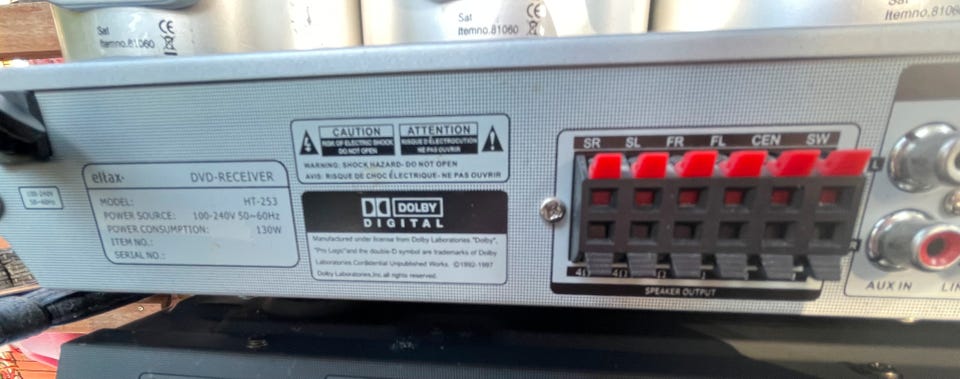 Sat
Itemno.81060
Sat
Itemno.81060
Sat
Itemno.8106
100-240V
50~60Hz
eltax·
DVD-RECEIVER
MODEL: HT-253
POWER SOURCE: 100-240V 50~60Hz
POWER CONSUMPTION: 130W
ITEM NO.:
SERIAL NO.:
CAUTION
RISK OF ELECTRIC SHOCK
DO NOT OPEN
ATTENTION
RISQUE D'ELECTROCUTION
NE PAS OUVRIR
WARNING: SHOCK HAZARD- DO NOT OPEN
AVIS: RISQUE DE CHOC ÉLECTRIQUE- NE PAS OUVRIR
DOLBY
DIGITAL
Manufactured under license from Dolby Laboratories "Dolby",
"Pro Logic" and the double-D symbol are trademarks of Dolby
Laboratories.Confidential Unpublished Works. ©1992-1997
Dolby Laboratories,Inc.all rights reserved.
SR SL FR FL CEN SW
4Ω 4Ω
SPEAKER OUTPUT
L
AUX IN
LIN